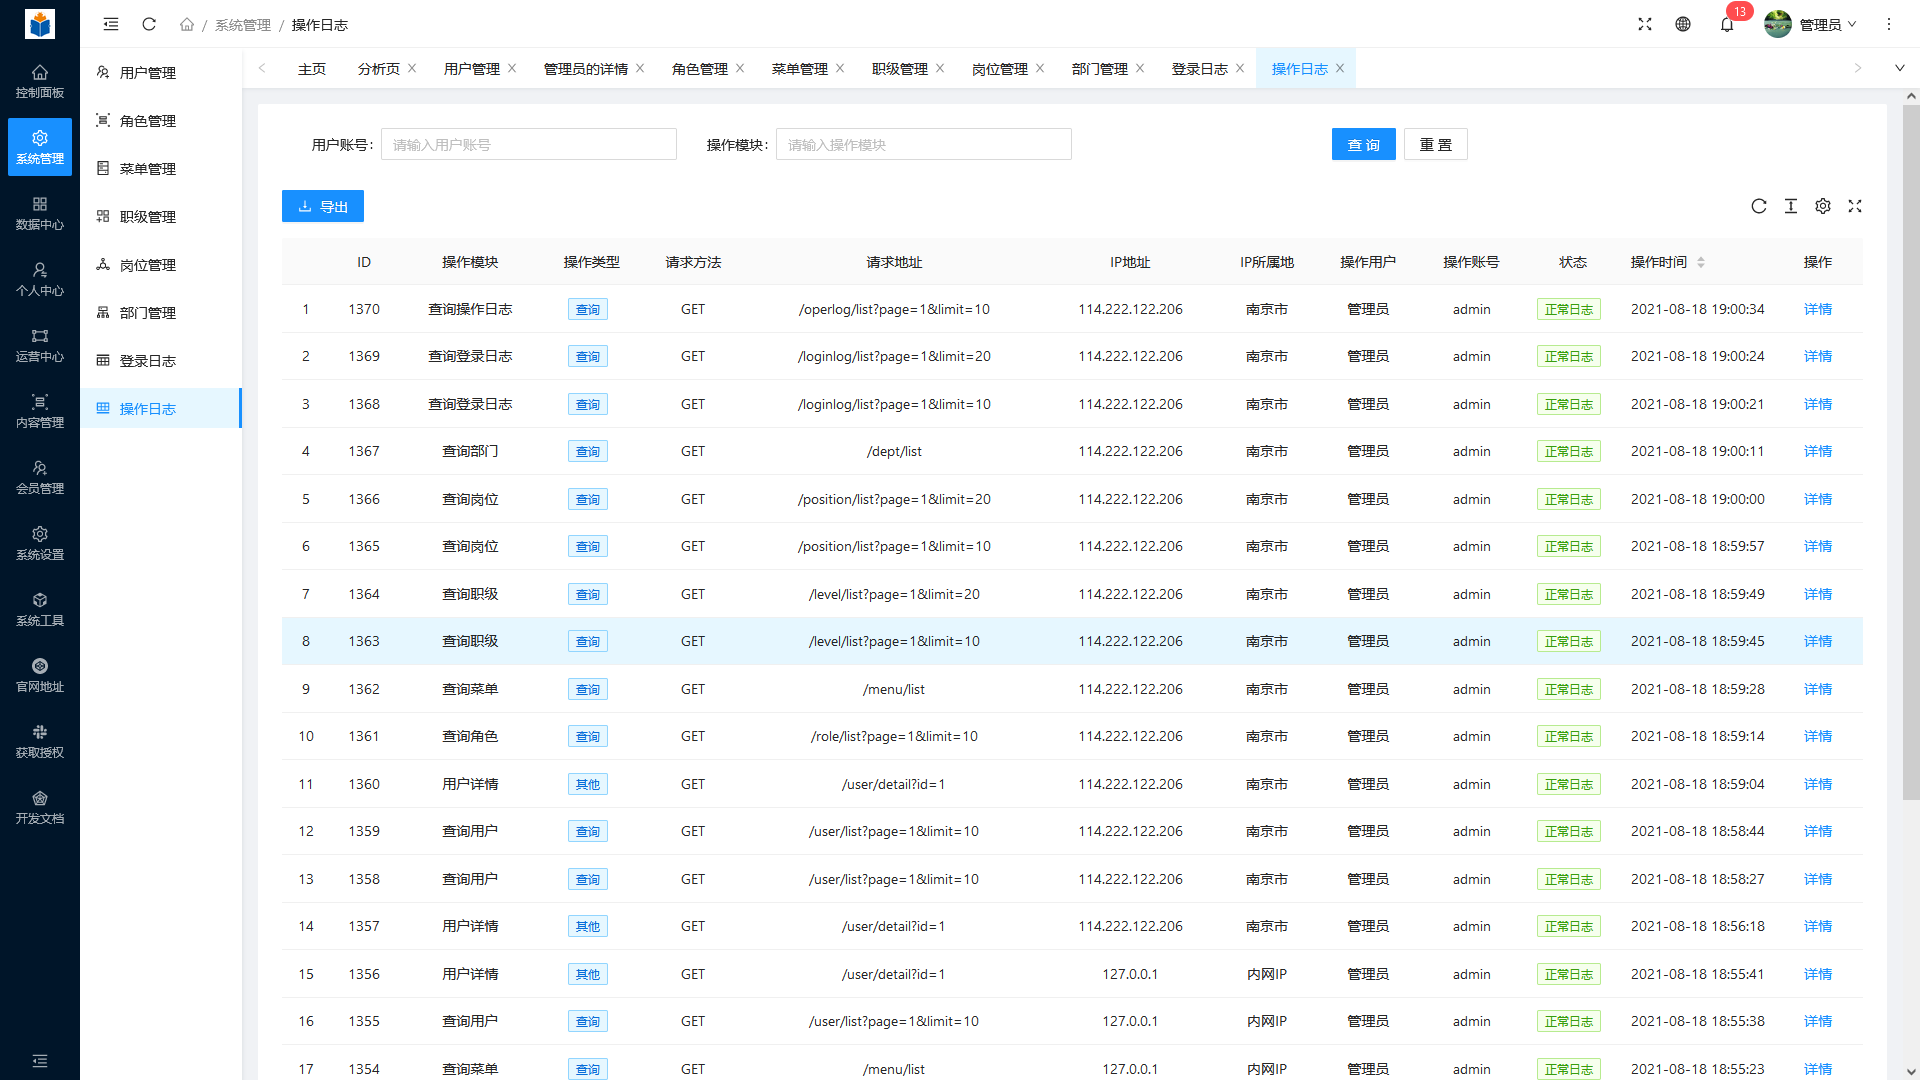 / 系统管理 / 操作日志
13
管理员
控制面板
系统管理
数据中心
个人中心
运营中心
内容管理
会员管理
系统设置
系统工具
官网地址
获取授权
开发文档
用户管理
角色管理
菜单管理
职级管理
岗位管理
部门管理
登录日志
操作日志
主页 分析页 用户管理 管理员的详情 角色管理 菜单管理 职级管理 岗位管理 部门管理 登录日志 操作日志
用户账号: 请输入用户账号 操作模块: 请输入操作模块 查 询 重 置
导出
ID 操作模块 操作类型 请求方法 请求地址 IP地址 IP所属地 操作用户 操作账号 状态 操作时间 操作
1 1370 查询操作日志 查询 GET /operlog/list?page=1&limit=10 114.222.122.206 南京市 管理员 admin 正常日志 2021-08-18 19:00:34 详情
2 1369 查询登录日志 查询 GET /loginlog/list?page=1&limit=20 114.222.122.206 南京市 管理员 admin 正常日志 2021-08-18 19:00:24 详情
3 1368 查询登录日志 查询 GET /loginlog/list?page=1&limit=10 114.222.122.206 南京市 管理员 admin 正常日志 2021-08-18 19:00:21 详情
4 1367 查询部门 查询 GET /dept/list 114.222.122.206 南京市 管理员 admin 正常日志 2021-08-18 19:00:11 详情
5 1366 查询岗位 查询 GET /position/list?page=1&limit=20 114.222.122.206 南京市 管理员 admin 正常日志 2021-08-18 19:00:00 详情
6 1365 查询岗位 查询 GET /position/list?page=1&limit=10 114.222.122.206 南京市 管理员 admin 正常日志 2021-08-18 18:59:57 详情
7 1364 查询职级 查询 GET /level/list?page=1&limit=20 114.222.122.206 南京市 管理员 admin 正常日志 2021-08-18 18:59:49 详情
8 1363 查询职级 查询 GET /level/list?page=1&limit=10 114.222.122.206 南京市 管理员 admin 正常日志 2021-08-18 18:59:45 详情
9 1362 查询菜单 查询 GET /menu/list 114.222.122.206 南京市 管理员 admin 正常日志 2021-08-18 18:59:28 详情
10 1361 查询角色 查询 GET /role/list?page=1&limit=10 114.222.122.206 南京市 管理员 admin 正常日志 2021-08-18 18:59:14 详情
11 1360 用户详情 其他 GET /user/detail?id=1 114.222.122.206 南京市 管理员 admin 正常日志 2021-08-18 18:59:04 详情
12 1359 查询用户 查询 GET /user/list?page=1&limit=10 114.222.122.206 南京市 管理员 admin 正常日志 2021-08-18 18:58:44 详情
13 1358 查询用户 查询 GET /user/list?page=1&limit=10 114.222.122.206 南京市 管理员 admin 正常日志 2021-08-18 18:58:27 详情
14 1357 用户详情 其他 GET /user/detail?id=1 114.222.122.206 南京市 管理员 admin 正常日志 2021-08-18 18:56:18 详情
15 1356 用户详情 其他 GET /user/detail?id=1 127.0.0.1 内网IP 管理员 admin 正常日志 2021-08-18 18:55:41 详情
16 1355 查询用户 查询 GET /user/list?page=1&limit=10 127.0.0.1 内网IP 管理员 admin 正常日志 2021-08-18 18:55:38 详情
17 1354 查询菜单 查询 GET /menu/list 127.0.0.1 内网IP 管理员 admin 正常日志 2021-08-18 18:55:23 详情